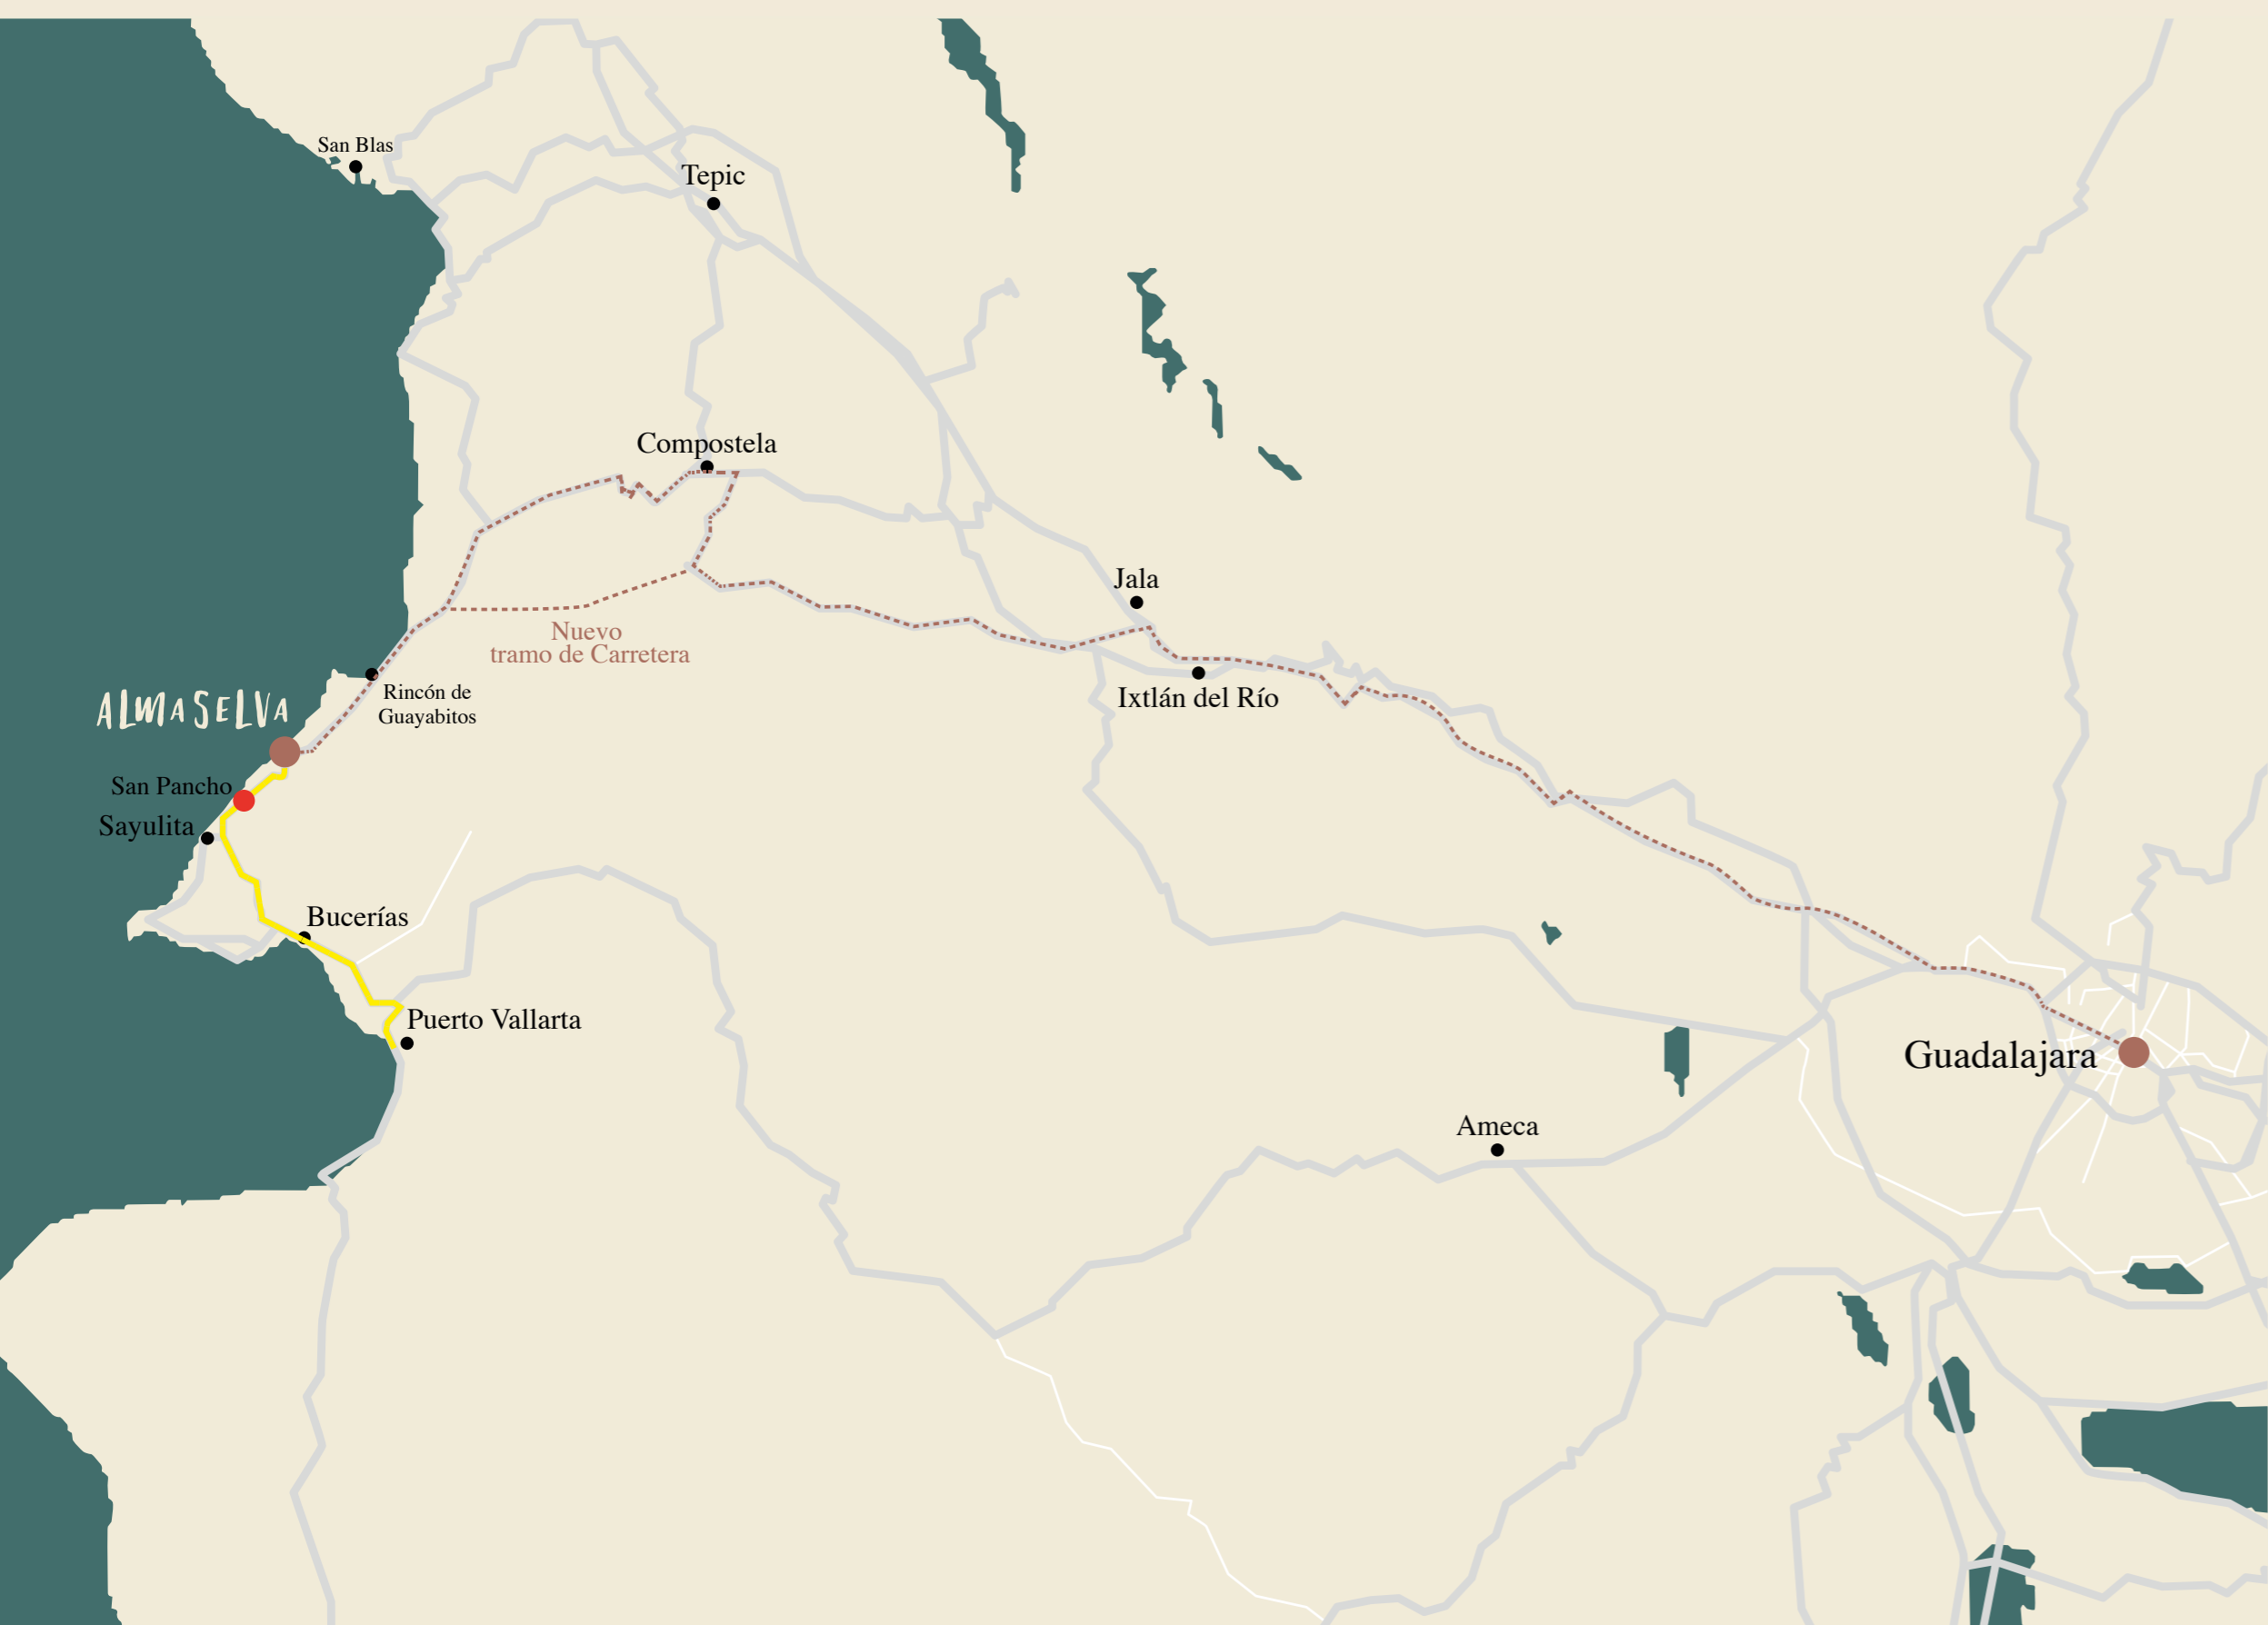 San Blas
Tepic
Compostela
Jala
Nuevo
tramo de Carretera
Rincón de
Guayabitos
Ixtlán del Río
ALMASELVA
San Pancho
Sayulita
Bucerías
Puerto Vallarta
Guadalajara
Ameca